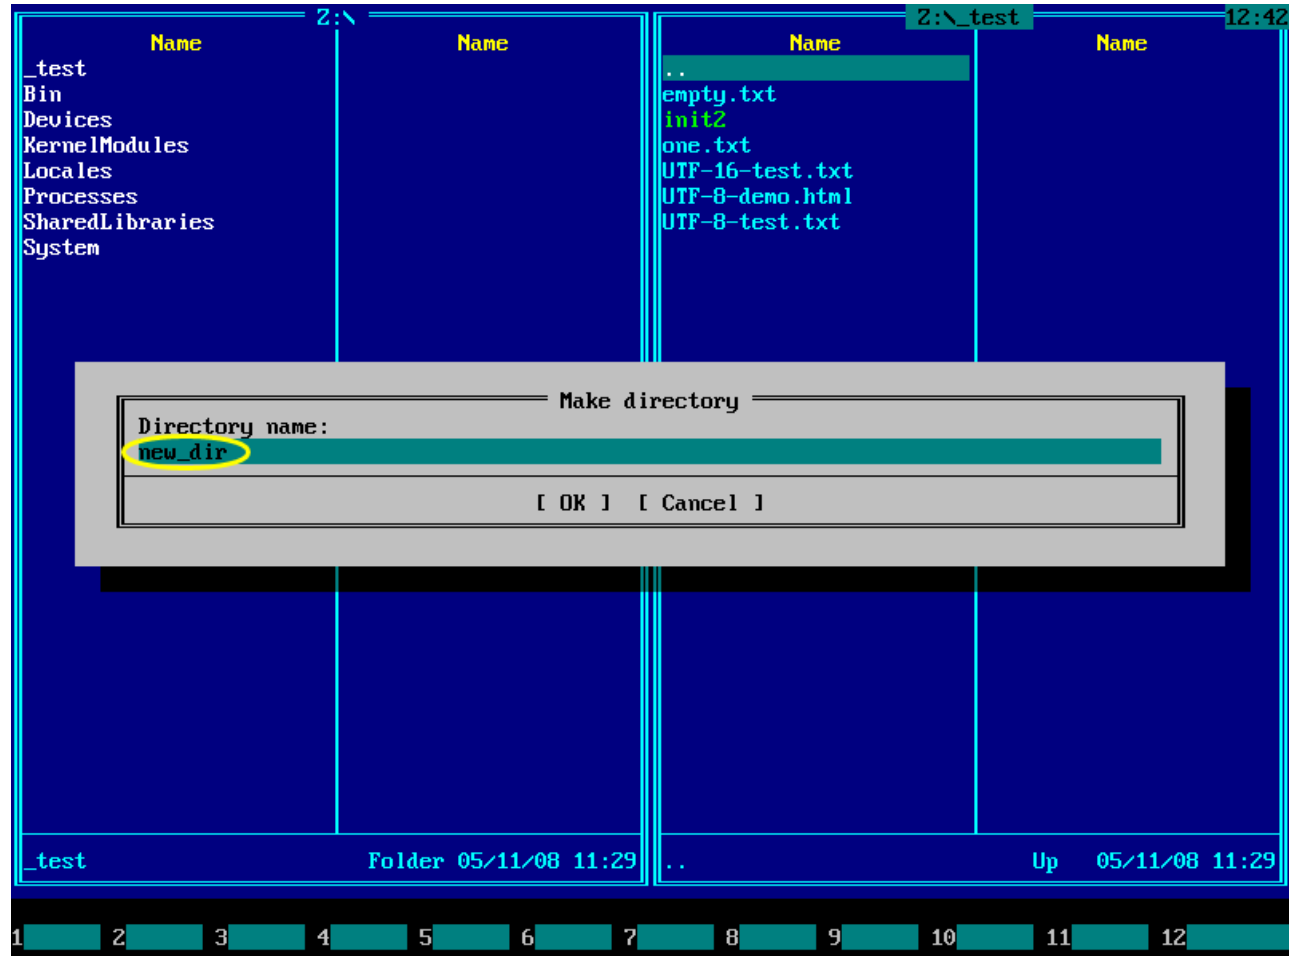 Z:\ Z:\_test 12:42
Name Name Name Name
_test ..
Bin empty.txt
Devices init2
KernelModules one.txt
Locales UTF-16-test.txt
Processes UTF-8-demo.html
SharedLibraries UTF-8-test.txt
System
Make directory
Directory name:
new_dir
[ OK ] [ Cancel ]
_test Folder 05/11/08 11:29 .. Up 05/11/08 11:29
1 2 3 4 5 6 7 8 9 10 11 12